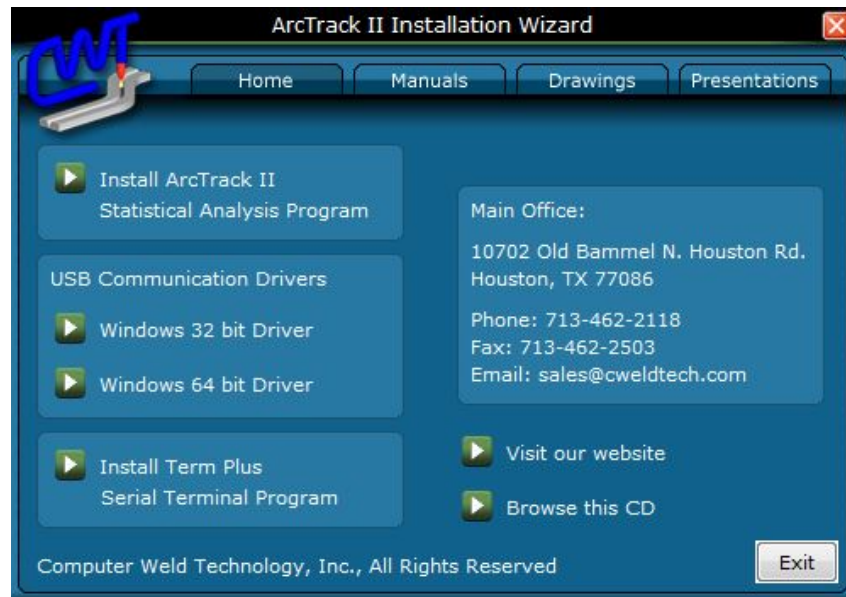 ArcTrack II Installation Wizard
CWT
Home Manuals Drawings Presentations
Install ArcTrack II
Statistical Analysis Program
USB Communication Drivers
Windows 32 bit Driver
Windows 64 bit Driver
Install Term Plus
Serial Terminal Program
Main Office:
10702 Old Bammel N. Houston Rd.
Houston, TX 77086
Phone: 713-462-2118
Fax: 713-462-2503
Email: sales@cweldtech.com
Visit our website
Browse this CD
Computer Weld Technology, Inc., All Rights Reserved
Exit